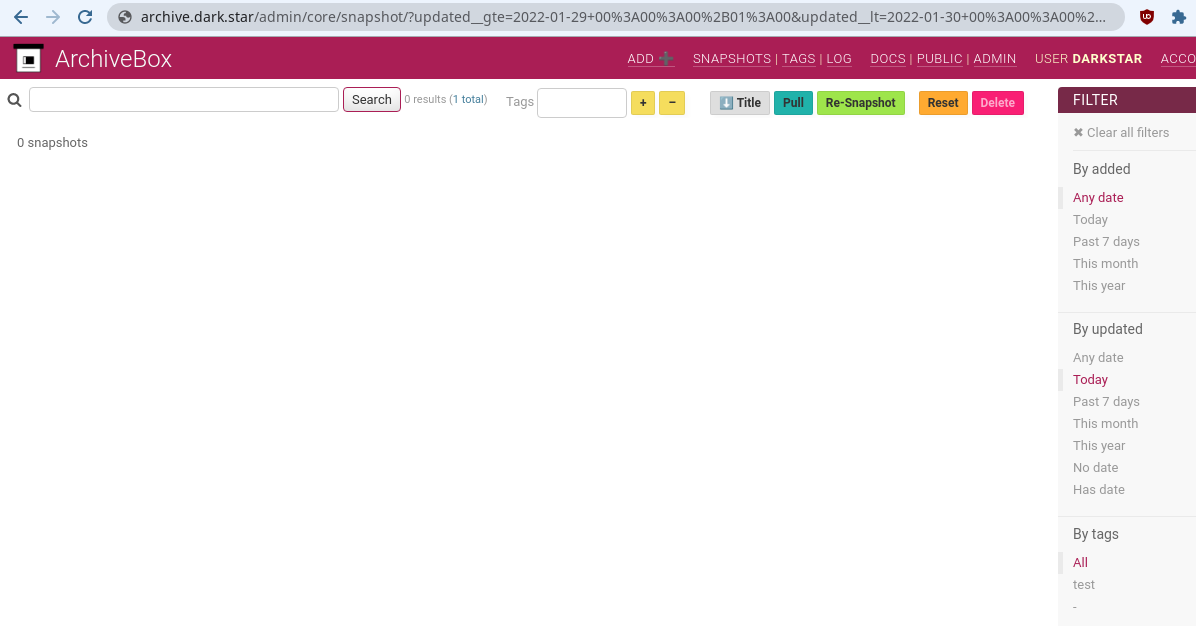 archive.dark.star/admin/core/snapshot/?updated__gte=2022-01-29+00%3A00%3A00%2B01%3A00&updated__lt=2022-01-30+00%3A00%3A00%2...
ArchiveBox
ADD ➕ SNAPSHOTS | TAGS | LOG DOCS | PUBLIC | ADMIN USER DARKSTAR ACCO
Search 0 results (1 total) Tags + − ⬇️ Title Pull Re-Snapshot Reset Delete
0 snapshots
FILTER
✖ Clear all filters
By added
Any date
Today
Past 7 days
This month
This year
By updated
Any date
Today
Past 7 days
This month
This year
No date
Has date
By tags
All
test
-